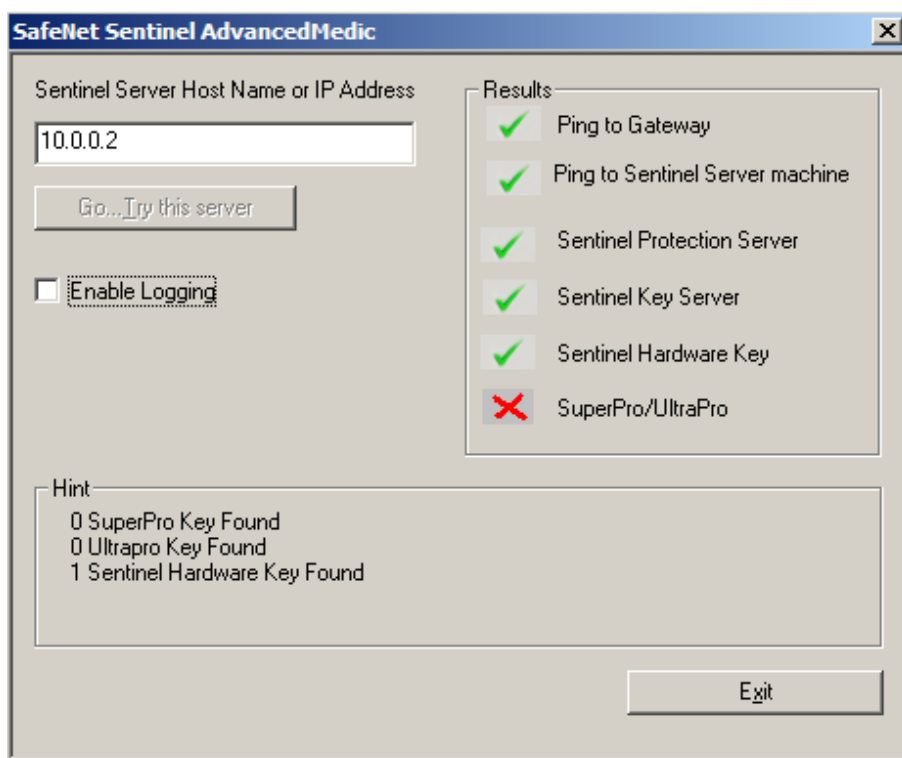 SafeNet Sentinel AdvancedMedic
Sentinel Server Host Name or IP Address
10.0.0.2
Go...Try this server
Enable Logging
Results
Ping to Gateway
Ping to Sentinel Server machine
Sentinel Protection Server
Sentinel Key Server
Sentinel Hardware Key
SuperPro/UltraPro
Hint
0 SuperPro Key Found
0 Ultrapro Key Found
1 Sentinel Hardware Key Found
Exit